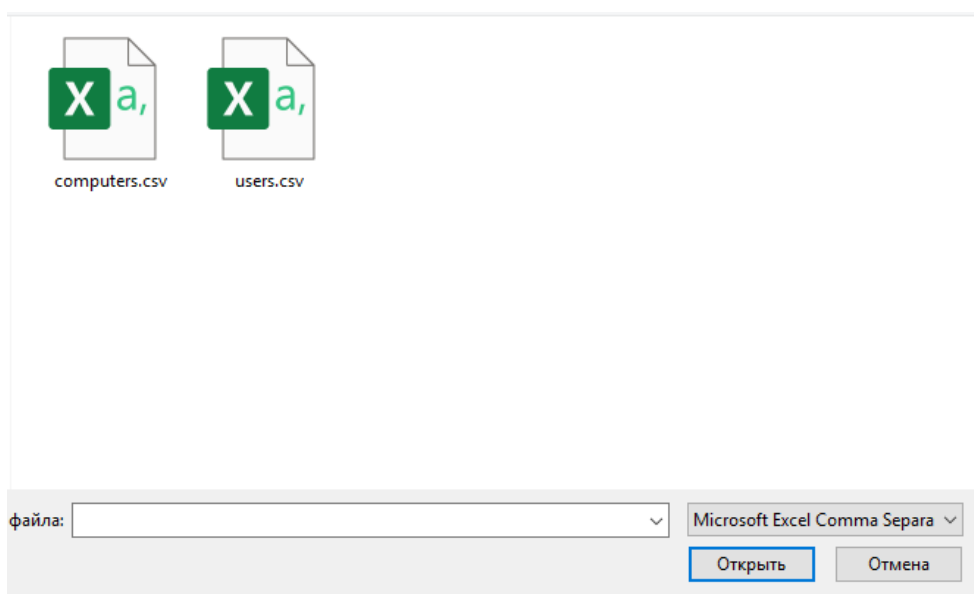 X a,
X a,
computers.csv
users.csv
файла:
Microsoft Excel Comma Separa
Открыть
Отмена